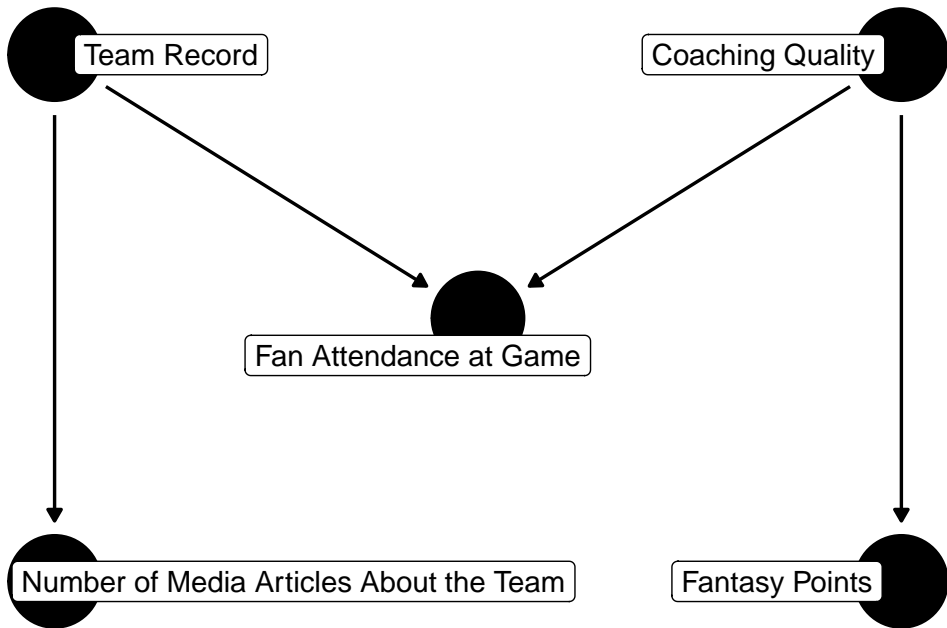 Team Record
Coaching Quality
Fan Attendance at Game
Number of Media Articles About the Team
Fantasy Points